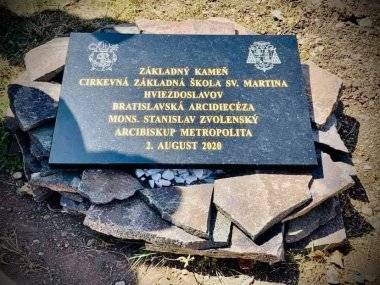 ZÁKLADNÝ KAMEŇ
CIRKEVNÁ ZÁKLADNÁ ŠKOLA SV. MARTINA
HVIEZDOSLAVOV
BRATISLAVSKÁ ARCIDIECÉZA
MONS. STANISLAV ZVOLENSKÝ
ARCIBISKUP METROPOLITA
2. AUGUST 2020